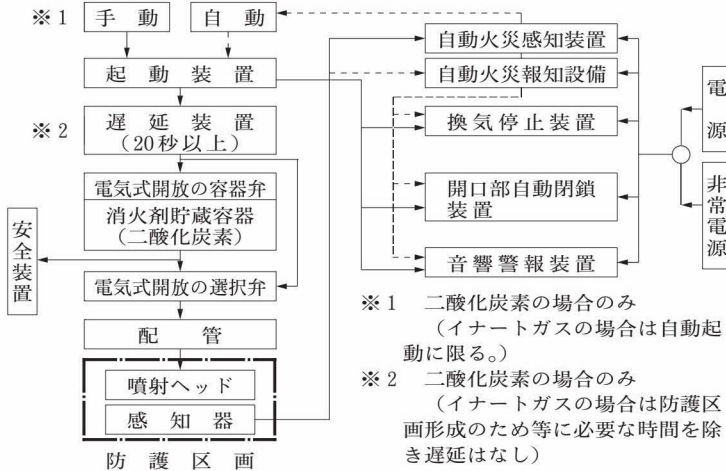 ※1
手動
自動
起動装置
※2
遅延装置
(20秒以上)
電気式開放の容器弁
消火剤貯蔵容器
(二酸化炭素)
安全装置
電気式開放の選択弁
配管
噴射ヘッド
感知器
防護区画
自動火災感知装置
自動火災報知設備
換気停止装置
開口部自動閉鎖
装置
音響警報装置
電源
非常電源
※1 二酸化炭素の場合のみ
(イナートガスの場合は自動起
動に限る。)
※2 二酸化炭素の場合のみ
(イナートガスの場合は防護区
画形成のため等に必要な時間を除
き遅延はなし)